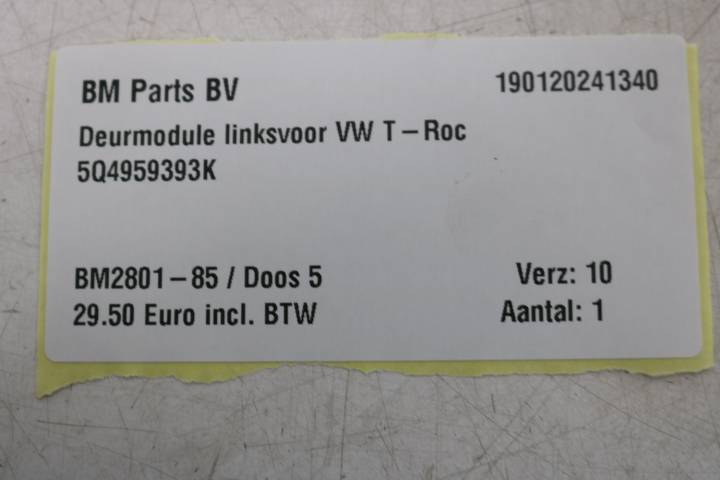 BM Parts BV 190120241340
Deurmodule linksvoor VW T-Roc
5Q4959393K
BM2801-85 / Doos 5 Verz: 10
29.50 Euro incl. BTW Aantal: 1